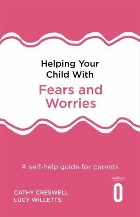 Helping Your
Child With
Fears and
Worries
A self-help guide for parents
CATHY CRESWELL
LUCY WILLETTS